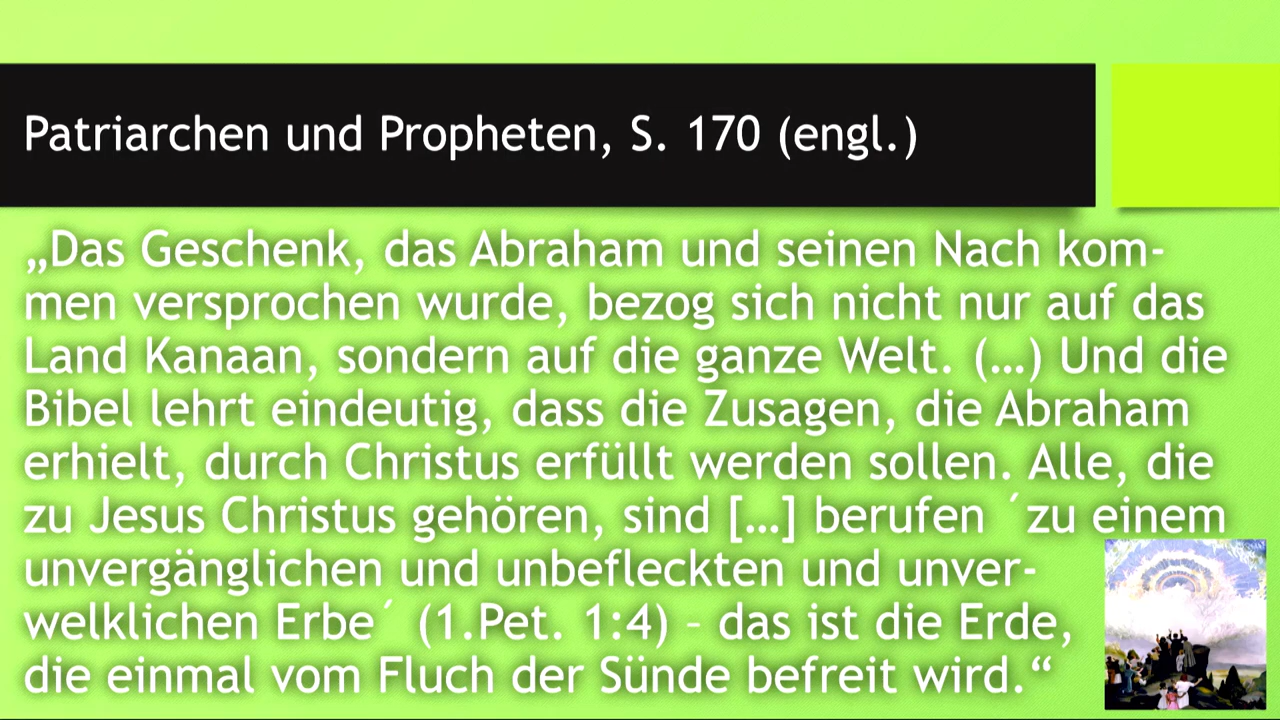 Patriarchen und Propheten, S. 170 (engl.)
„Das Geschenk, das Abraham und seinen Nach kom-
men versprochen wurde, bezog sich nicht nur auf das
Land Kanaan, sondern auf die ganze Welt. (…) Und die
Bibel lehrt eindeutig, dass die Zusagen, die Abraham
erhielt, durch Christus erfüllt werden sollen. Alle, die
zu Jesus Christus gehören, sind […] berufen ´zu einem
unvergänglichen und unbefleckten und unver-
welklichen Erbe´ (1.Pet. 1:4) – das ist die Erde,
die einmal vom Fluch der Sünde befreit wird.“